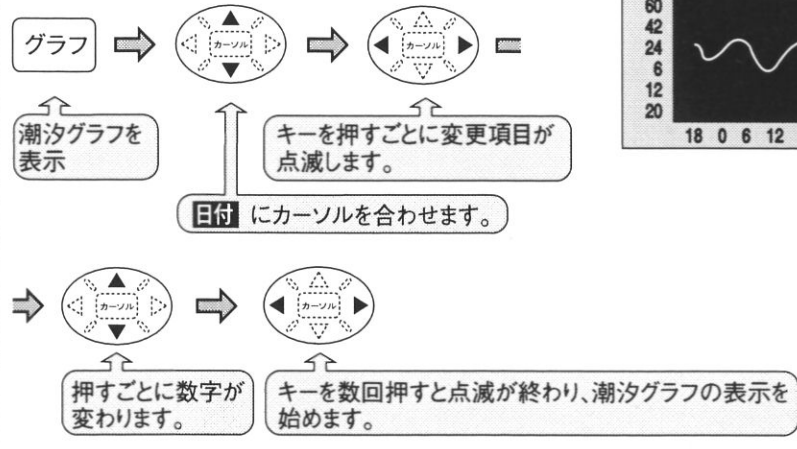 グラフ
カーソル
カーソル
潮汐グラフを
表示
キーを押すごとに変更項目が
点滅します。
日付 にカーソルを合わせます。
60
42
24
6
12
20
18 0 6 12
カーソル
カーソル
押すごとに数字が
変わります。
キーを数回押すと点滅が終わり、潮汐グラフの表示を
始めます。